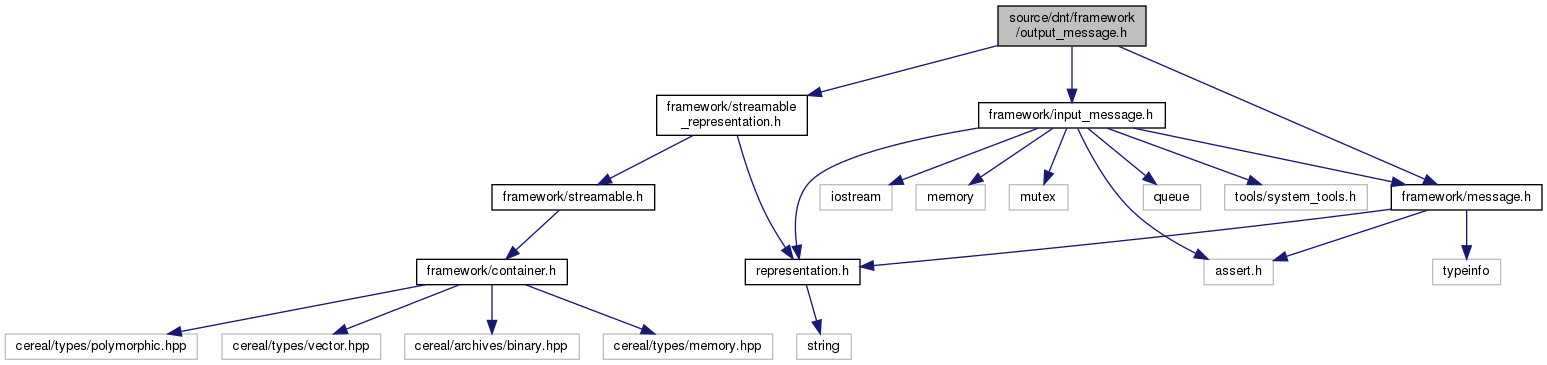 source/dnt/framework
/output_message.h
framework/streamable
_representation.h
framework/input_message.h
framework/streamable.h
iostream
memory
mutex
queue
tools/system_tools.h
framework/message.h
framework/container.h
representation.h
assert.h
typeinfo
cereal/types/polymorphic.hpp
cereal/types/vector.hpp
cereal/archives/binary.hpp
cereal/types/memory.hpp
string